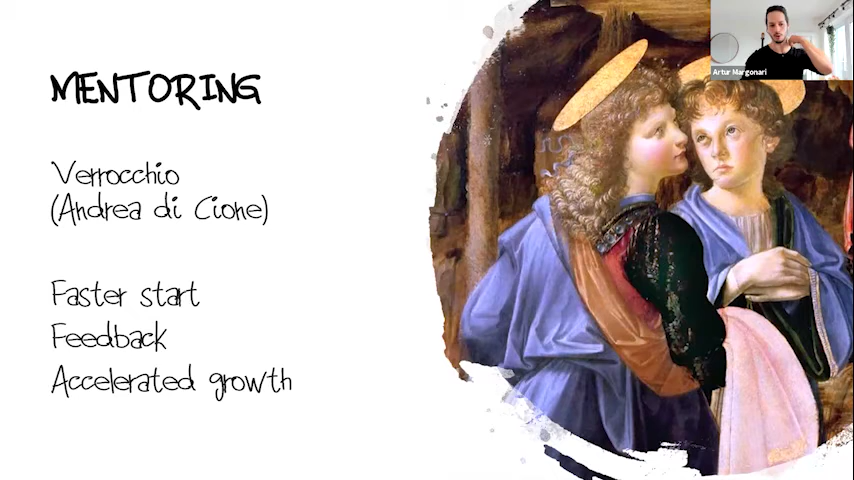 MENTORING
Verrocchio
(Andrea di Cione)
Faster start
Feedback
Accelerated growth
Artur Margonari